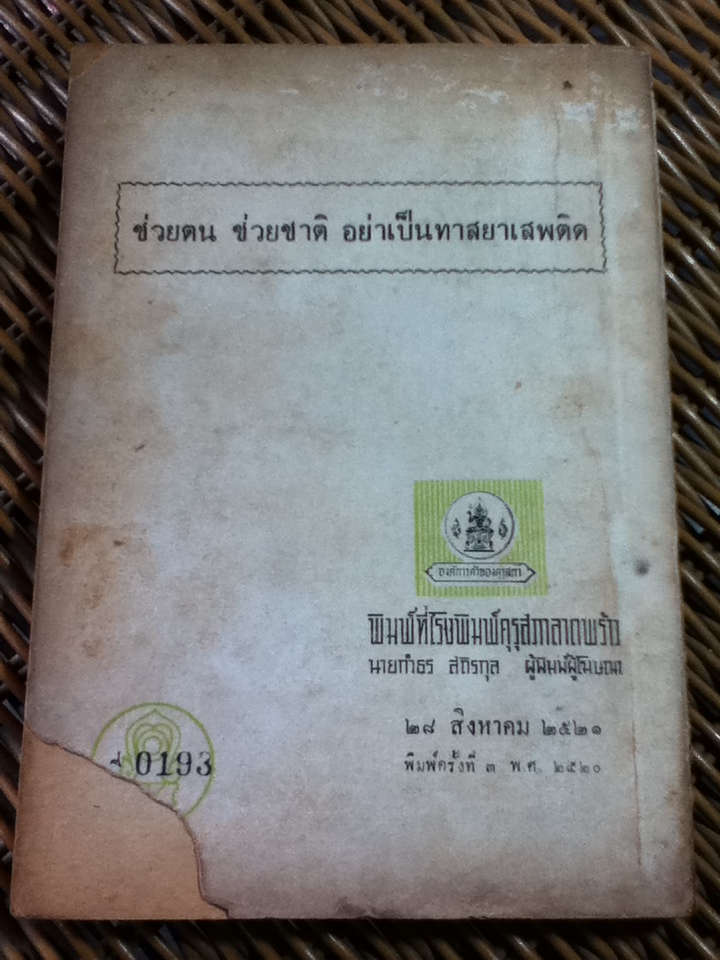 ช่วยตน ช่วยชาติ อย่าเป็นทาสยาเสพติด
องค์การค้าของคุรุสภา
พิมพ์ที่โรงพิมพ์คุรุสภาลาดพร้าว
นายกำธร สถิรกุล ผู้พิมพ์ผู้โฆษณา
๒๘ สิงหาคม ๒๕๒๑
พิมพ์ครั้งที่ ๓ พ.ศ. ๒๕๒๐
0193